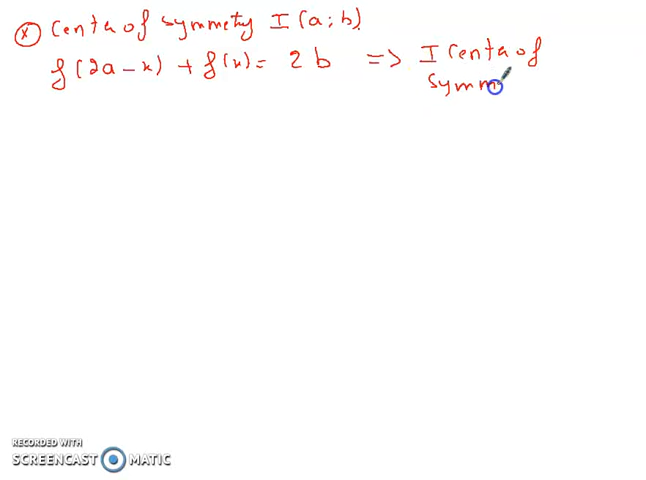 (x) Center of symmetry I (a; b).
f(2a - x) + f(x) = 2b => I center of
symm
RECORDED WITH
SCREENCAST MATIC